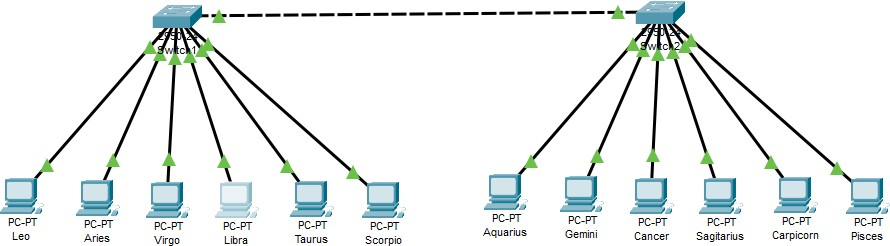 2950-24
Switch1
2950-24
Switch2
PC-PT
Leo
PC-PT
Aries
PC-PT
Virgo
PC-PT
Libra
PC-PT
Taurus
PC-PT
Scorpio
PC-PT
Aquarius
PC-PT
Gemini
PC-PT
Cancer
PC-PT
Sagitarius
PC-PT
Carpicorn
PC-PT
Pisces